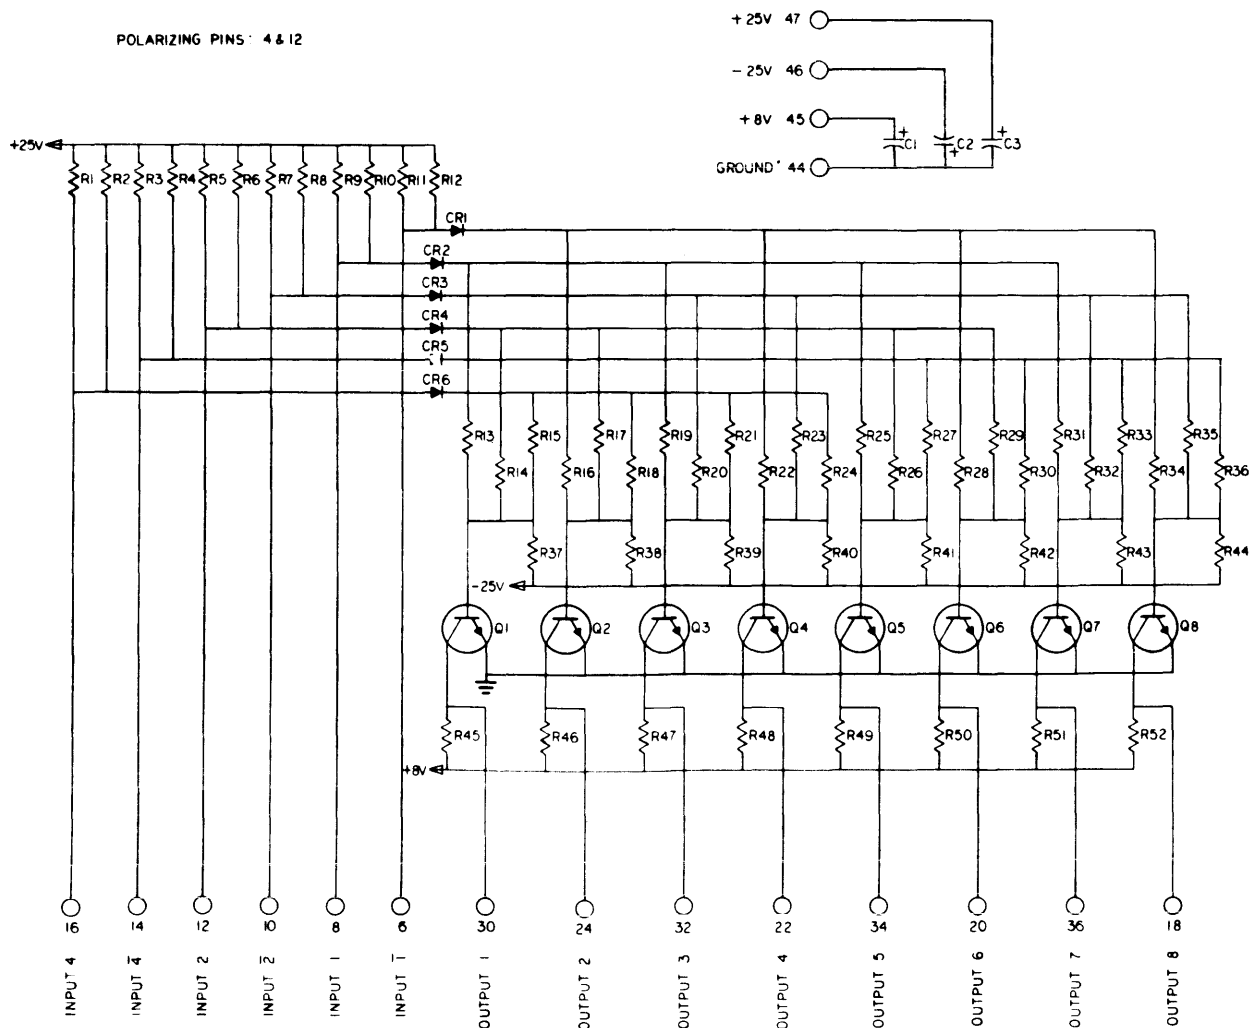 POLARIZING PINS: 4 & 12
+25V 47
-25V 46
+8V 45
GROUND' 44
C1 C2 C3
+ + +
+25V
R1 R2 R3 R4 R5 R6 R7 R8 R9 R10 R11 R12
CR1
CR2
CR3
CR4
CR5
CR6
R13 R15 R17 R19 R21 R23 R25 R27 R29 R31 R33 R35
R14 R16 R18 R20 R22 R24 R26 R28 R30 R32 R34 R36
R37 R38 R39 R40 R41 R42 R43 R44
-25V
Q1 Q2 Q3 Q4 Q5 Q6 Q7 Q8
R45 R46 R47 R48 R49 R50 R51 R52
+8V
16 14 12 10 8 6 30 24 32 22 34 20 36 18
INPUT 4
INPUT 4̅
INPUT 2
INPUT 2̅
INPUT 1
INPUT 1̅
OUTPUT 1
OUTPUT 2
OUTPUT 3
OUTPUT 4
OUTPUT 5
OUTPUT 6
OUTPUT 7
OUTPUT 8